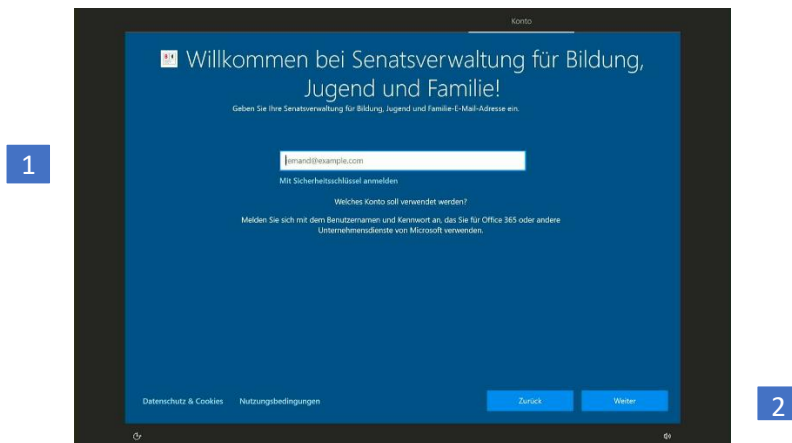 Konto
Willkommen bei Senatsverwaltung für Bildung,
Jugend und Familie!
Geben Sie Ihre Senatsverwaltung für Bildung, Jugend und Familie-E-Mail-Adresse ein.
1
jemand@example.com
Mit Sicherheitsschlüssel anmelden
Welches Konto soll verwendet werden?
Melden Sie sich mit dem Benutzernamen und Kennwort an, das Sie für Office 365 oder andere
Unternehmensdienste von Microsoft verwenden.
Datenschutz & Cookies Nutzungsbedingungen Zurück Weiter
2